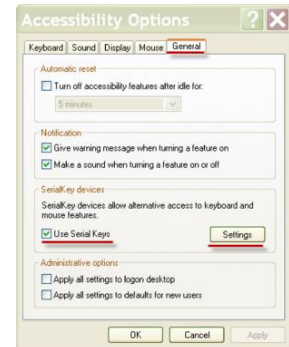 Accessibility Options
Keyboard Sound Display Mouse General
Automatic reset
Turn off accessibility features after idle for:
5 minutes
Notification
Give warning message when turning a feature on
Make a sound when turning a feature on or off
SerialKey devices
SerialKey devices allow alternative access to keyboard and
mouse features.
Use Serial Keys Settings
Administrative options
Apply all settings to logon desktop
Apply all settings to defaults for new users
OK Cancel Apply